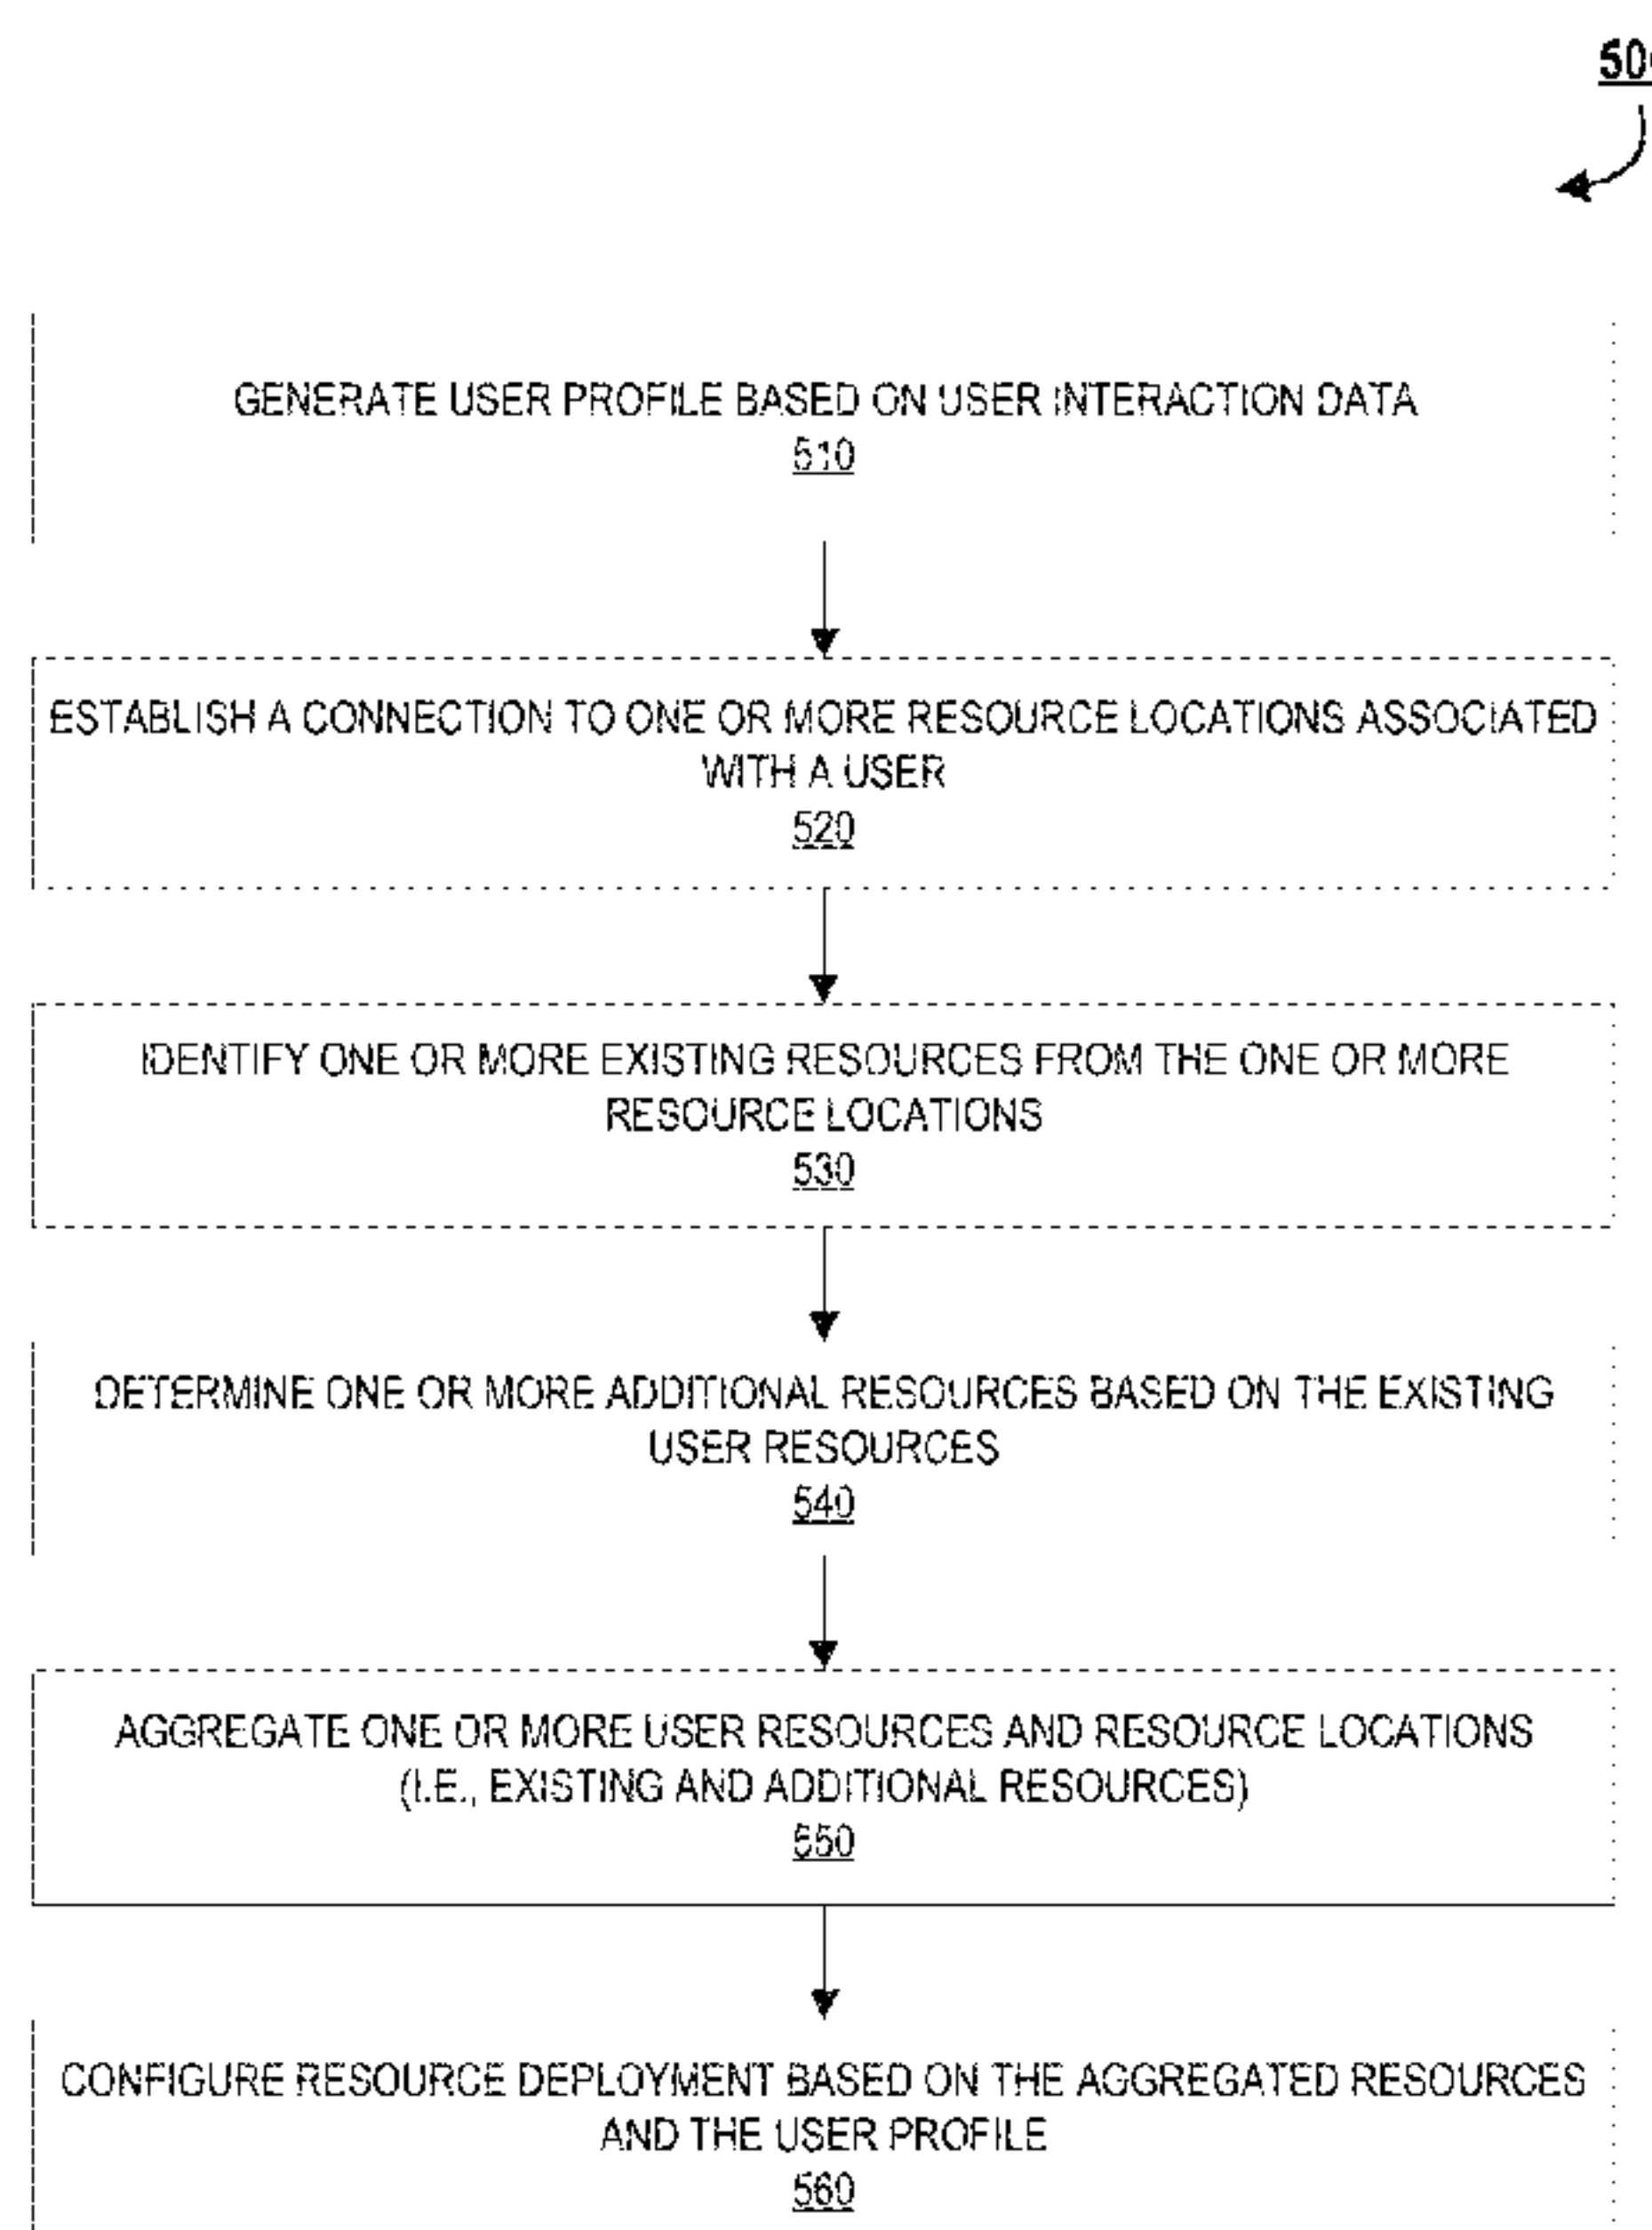 GENERATE USER PROFILE BASED ON USER INTERACTION DATA
510
ESTABLISH A CONNECTION TO ONE OR MORE RESOURCE LOCATIONS ASSOCIATED
WITH A USER
520
IDENTIFY ONE OR MORE EXISTING RESOURCES FROM THE ONE OR MORE
RESOURCE LOCATIONS
530
DETERMINE ONE OR MORE ADDITIONAL RESOURCES BASED ON THE EXISTING
USER RESOURCES
540
AGGREGATE ONE OR MORE USER RESOURCES AND RESOURCE LOCATIONS
(I.E., EXISTING AND ADDITIONAL RESOURCES)
550
CONFIGURE RESOURCE DEPLOYMENT BASED ON THE AGGREGATED RESOURCES
AND THE USER PROFILE
560